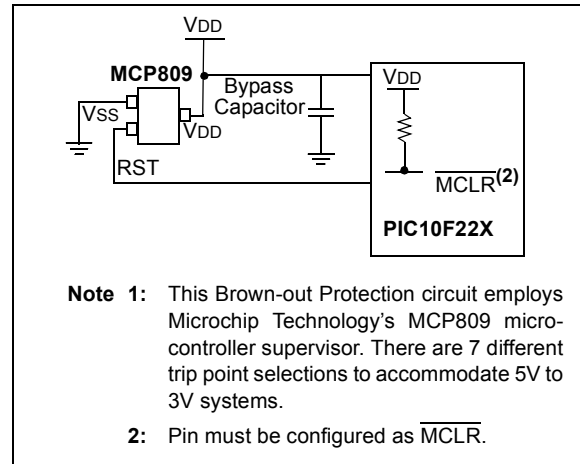 VDD
MCP809
Bypass
Capacitor
VDD
VSS
VDD
RST
MCLR(2)
PIC10F22X
Note 1: This Brown-out Protection circuit employs
Microchip Technology's MCP809 micro-
controller supervisor. There are 7 different
trip point selections to accommodate 5V to
3V systems.
2: Pin must be configured as MCLR.